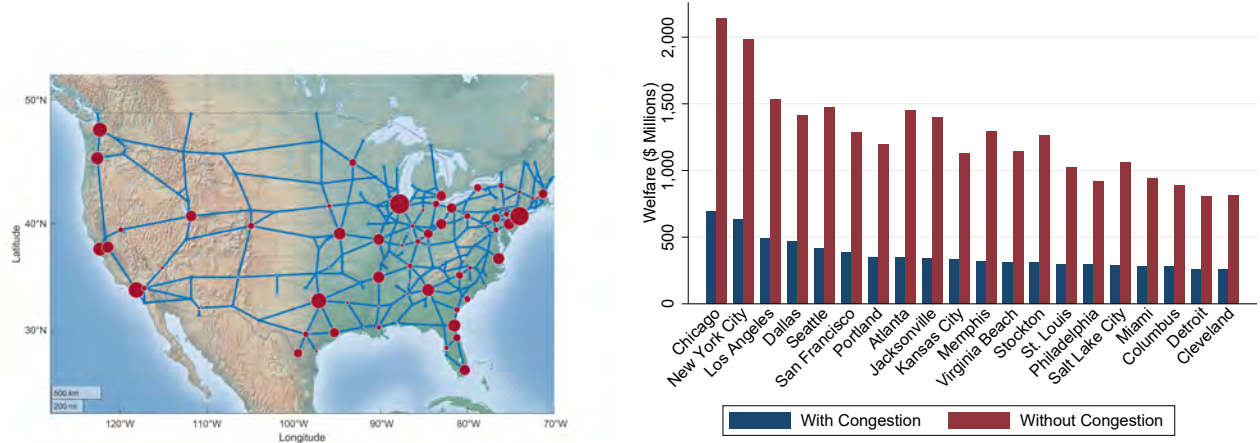 50°N
40°N
30°N
Latitude
500 km
200 mi
120°W 110°W 100°W 90°W 80°W 70°W
Longitude
Welfare ($ Millions)
2,000
1,500
1,000
500
0
Chicago
New York City
Los Angeles
Dallas
Seattle
San Francisco
Portland
Atlanta
Jacksonville
Kansas City
Memphis
Virginia Beach
Stockton
St. Louis
Philadelphia
Salt Lake City
Miami
Columbus
Detroit
Cleveland
With Congestion Without Congestion